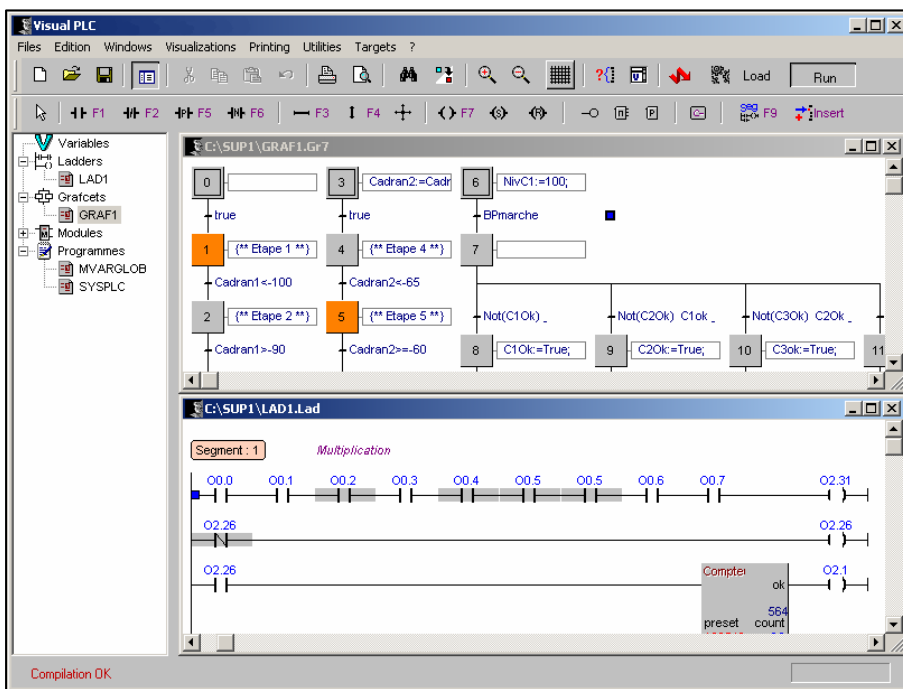 Visual PLC
Files Edition Windows Visualizations Printing Utilities Targets ?
Load Run
F1 F2 F5 F6 F3 F4 F7 F9 Insert
Variables
Ladders
LAD1
Grafcets
GRAF1
Modules
Programmes
MVARGLOB
SYSPLC
C:\SUP1\GRAF1.Gr7
0 3 Cadran2:=Cadr 6 NivC1:=100;
true true BPmarche
1 {** Etape 1 **} 4 {** Etape 4 **} 7
Cadran1<-100 Cadran2<-65
2 {** Etape 2 **} 5 {** Etape 5 **} Not(C1Ok) _ Not(C2Ok) C1ok _ Not(C3Ok) C2Ok _
Cadran1>-90 Cadran2>=-60 8 C1Ok:=True; 9 C2Ok:=True; 10 C3ok:=True; 11
C:\SUP1\LAD1.Lad
Segment : 1 Multiplication
O0.0 O0.1 O0.2 O0.3 O0.4 O0.5 O0.5 O0.6 O0.7 O2.31
O2.26 O2.26
O2.26 Compter O2.1
ok
564
preset count
Compilation OK